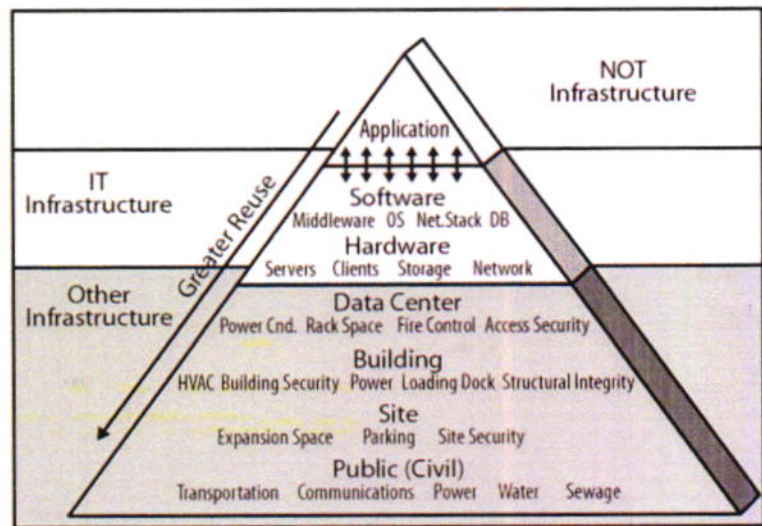 NOT
Infrastructure
Application
IT
Infrastructure
Greater Reuse
Software
Middleware OS Net.Stack DB
Hardware
Servers Clients Storage Network
Other
Infrastructure
Data Center
Power Cnd. Rack Space Fire Control Access Security
Building
HVAC Building Security Power Loading Dock Structural Integrity
Site
Expansion Space Parking Site Security
Public (Civil)
Transportation Communications Power Water Sewage